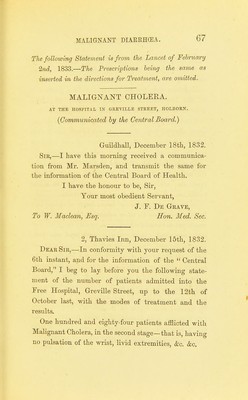 MALIGNANT DIARRHŒA. 67
The following Statement is from the Lancet of February
2nd, 1833.—The Prescriptions being the same as
inserted in the directions for Treatment, are omitted.
MALIGNANT CHOLERA.
AT THE HOSPITAL IN GREVILLE STREET, HOLBORN.
(Communicated by the Central Board.)
Guildhall, December 18th, 1832.
SIR,—I have this morning received a communica-
tion from Mr. Marsden, and transmit the same for
the information of the Central Board of Health.
I have the honour to be, Sir,
Your most obedient Servant,
J. F. DE GRAVE,
To W. Maclean, Esq. Hon. Med. Sec.
2, Thavies Inn, December 15th, 1832.
DEAR SIR,—In conformity with your request of the
6th instant, and for the information of the “ Central
Board,” I beg to lay before you the following state-
ment of the number of patients admitted into the
Free Hospital, Greville Street, up to the 12th of
October last, with the modes of treatment and the
results.
One hundred and eighty-four patients afflicted with
Malignant Cholera, in the second stage—that is, having
no pulsation of the wrist, livid extremities, &c. &c,